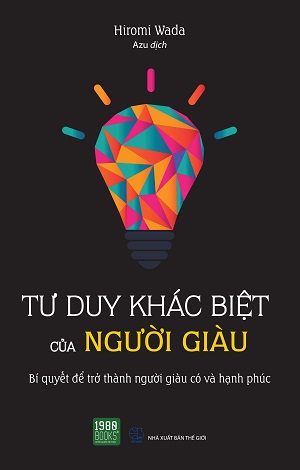 Hiromi Wada
Azu dịch
TƯ DUY KHÁC BIỆT
CỦA NGƯỜI GIÀU
Bí quyết để trở thành người giàu có và hạnh phúc
1980
BOOKS
NHÀ XUẤT BẢN THẾ GIỚI